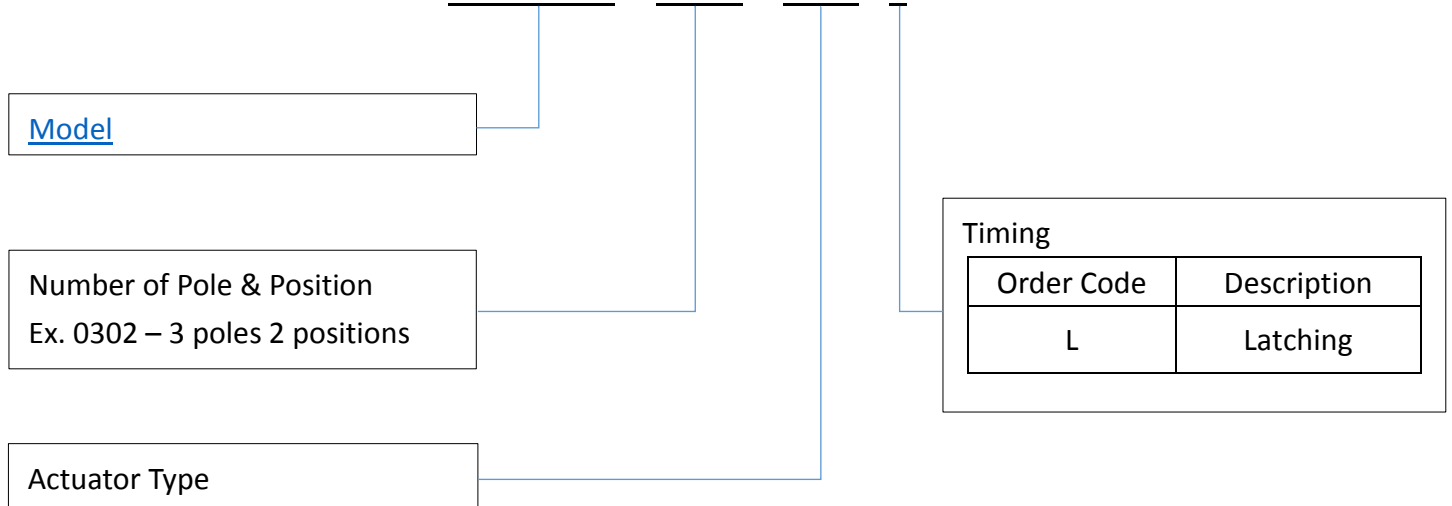 Model
Number of Pole & Position
Ex. 0302 – 3 poles 2 positions
Actuator Type
Timing
Order Code Description
L Latching